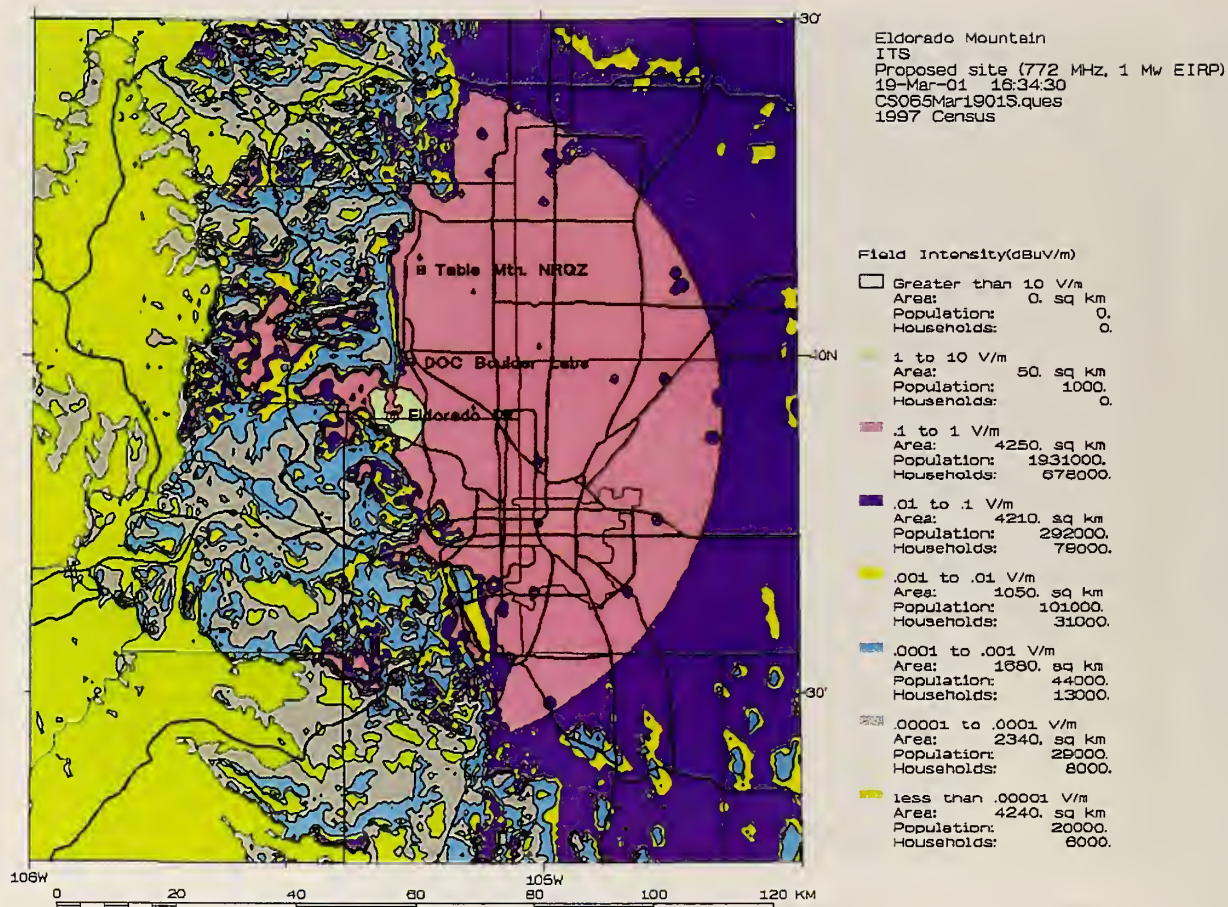 30'
Eldorado Mountain
ITS
Proposed site (772 MHz, 1 Mw EIRP)
19-Mar-01 16:34:30
CS065Mar1901S.ques
1997 Census
Table Mtn. NRQZ
DOC Boulder Labs
Eldorado
40N
30'
106W
105W
0 20 40 60 80 100 120 KM
Field Intensity(dBuV/m)
Greater than 10 V/m
Area: 0. sq km
Population: 0.
Households: 0.
1 to 10 V/m
Area: 50. sq km
Population: 1000.
Households: 0.
.1 to 1 V/m
Area: 4250. sq km
Population: 1931000.
Households: 678000.
.01 to .1 V/m
Area: 4210. sq km
Population: 292000.
Households: 78000.
.001 to .01 V/m
Area: 1050. sq km
Population: 101000.
Households: 31000.
.0001 to .001 V/m
Area: 1680. sq km
Population: 44000.
Households: 13000.
.00001 to .0001 V/m
Area: 2340. sq km
Population: 29000.
Households: 8000.
less than .00001 V/m
Area: 4240. sq km
Population: 20000.
Households: 6000.